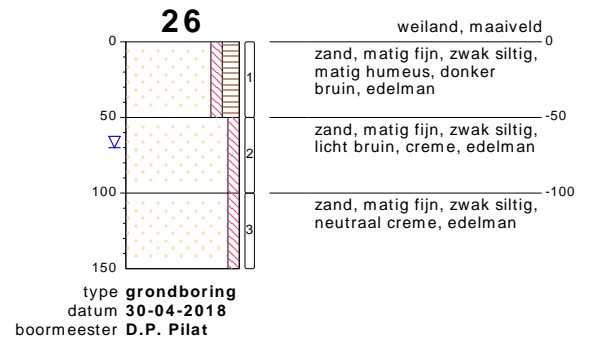 26
weiland, maaiveld
0
0
zand, matig fijn, zwak siltig,
matig humeus, donker
bruin, edelman
1
50
-50
zand, matig fijn, zwak siltig,
licht bruin, creme, edelman
2
100
-100
zand, matig fijn, zwak siltig,
neutraal creme, edelman
3
150
type grondboring
datum 30-04-2018
boormeester D.P. Pilat